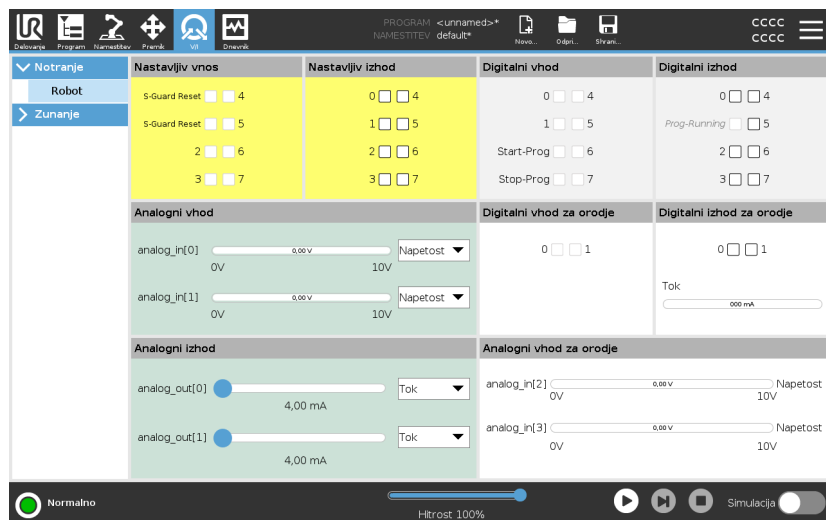 PROGRAM <unnamed>*
NAMESTITEV default*
CCCC
CCCC
Delovanje Program Namestitev Premik V/I Dnevnik Novo... Odpri... Shrani...
Notranje
Robot
Zunanje
Nastavljiv vnos
S-Guard Reset 4
S-Guard Reset 5
2 6
3 7
Nastavljiv izhod
0 4
1 5
2 6
3 7
Digitalni vhod
0 4
1 5
Start-Prog 6
Stop-Prog 7
Digitalni izhod
0 4
Prog-Running 5
2 6
3 7
Analogni vhod
analog_in[0] 0,00 V Napetost
0V 10V
analog_in[1] 0,00 V Napetost
0V 10V
Digitalni vhod za orodje
0 1
Digitalni izhod za orodje
0 1
Tok
000 mA
Analogni izhod
analog_out[0] Tok
4,00 mA
analog_out[1] Tok
4,00 mA
Analogni vhod za orodje
analog_in[2] 0,00 V Napetost
0V 10V
analog_in[3] 0,00 V Napetost
0V 10V
Normalno
Hitrost 100%
Simulacija